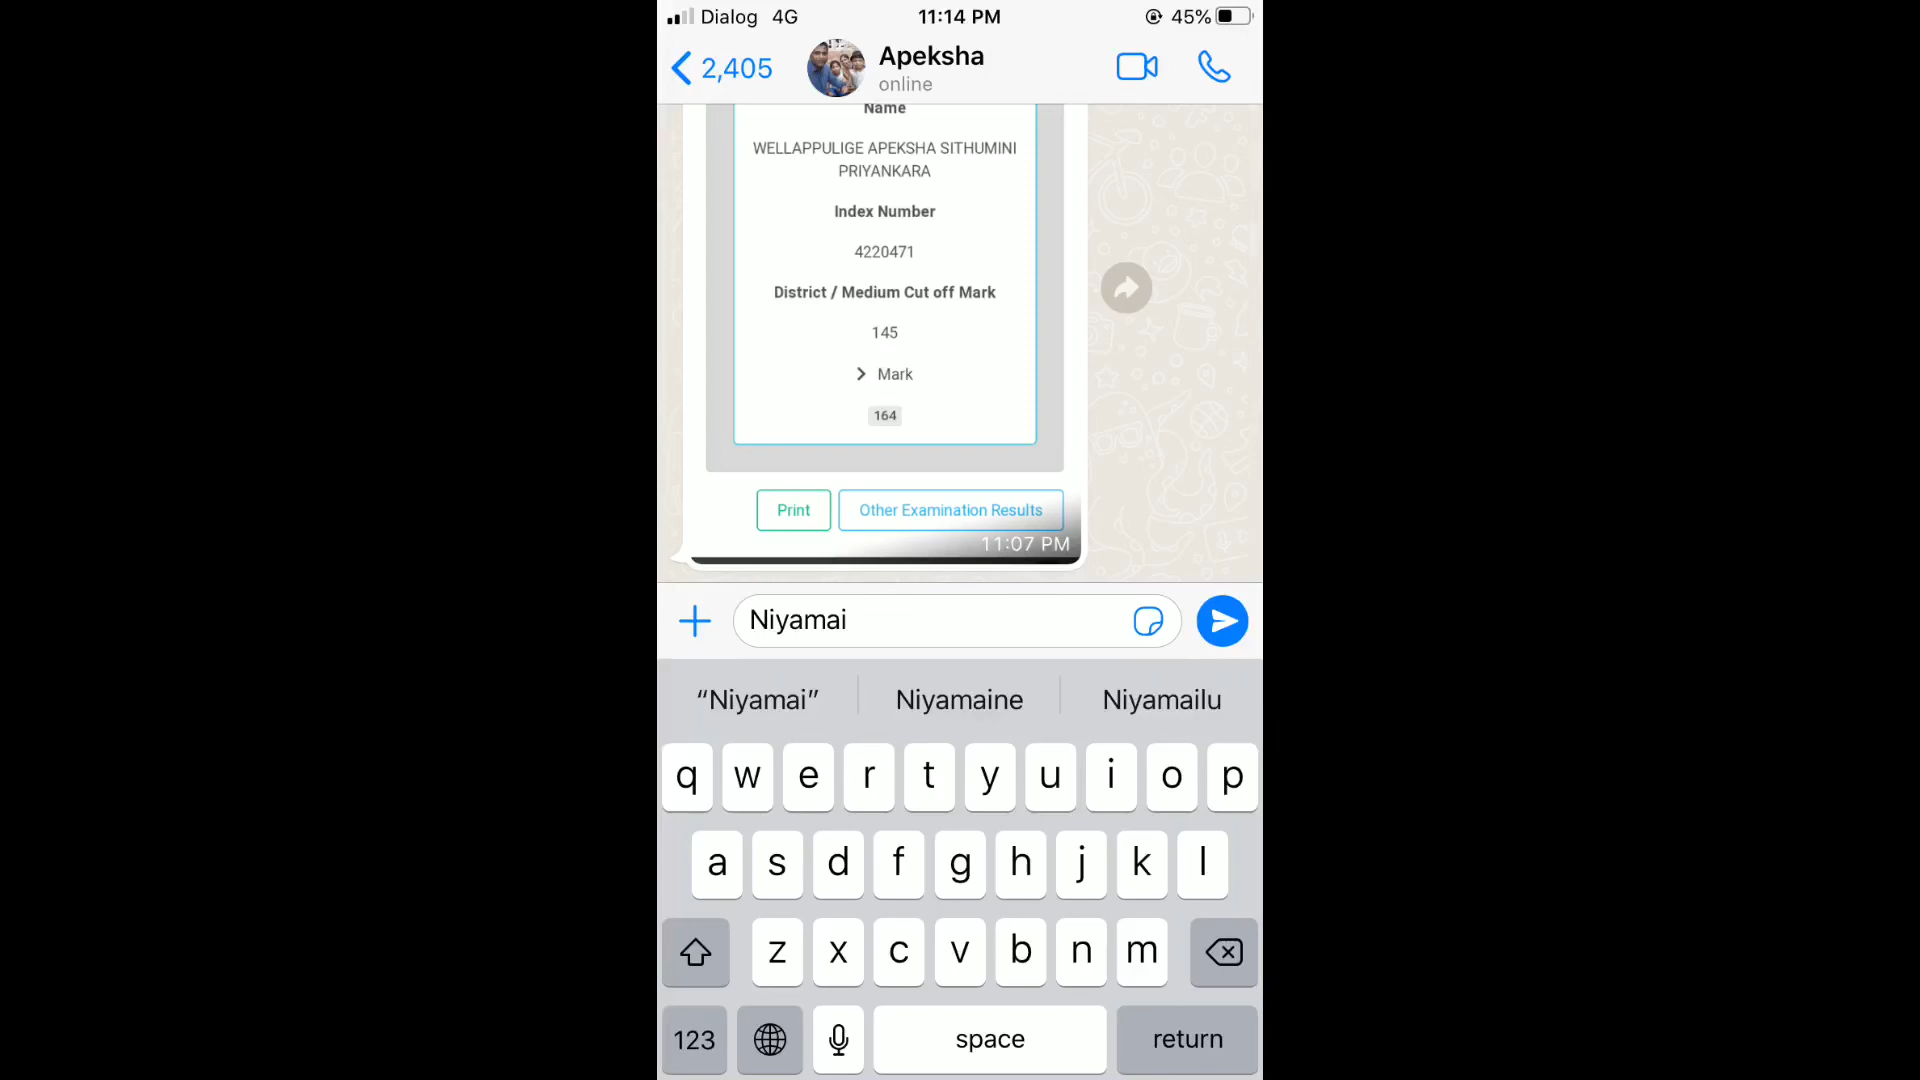 Dialog 4G 11:14 PM 45%
2,405 Apeksha
online
Name
WELLAPPULIGE APEKSHA SITHUMINI
PRIYANKARA
Index Number
4220471
District / Medium Cut off Mark
145
Mark
164
Print Other Examination Results
11:07 PM
Niyamai
“Niyamai” Niyamaine Niyamailu
q w e r t y u i o p
a s d f g h j k l
z x c v b n m
123 space return